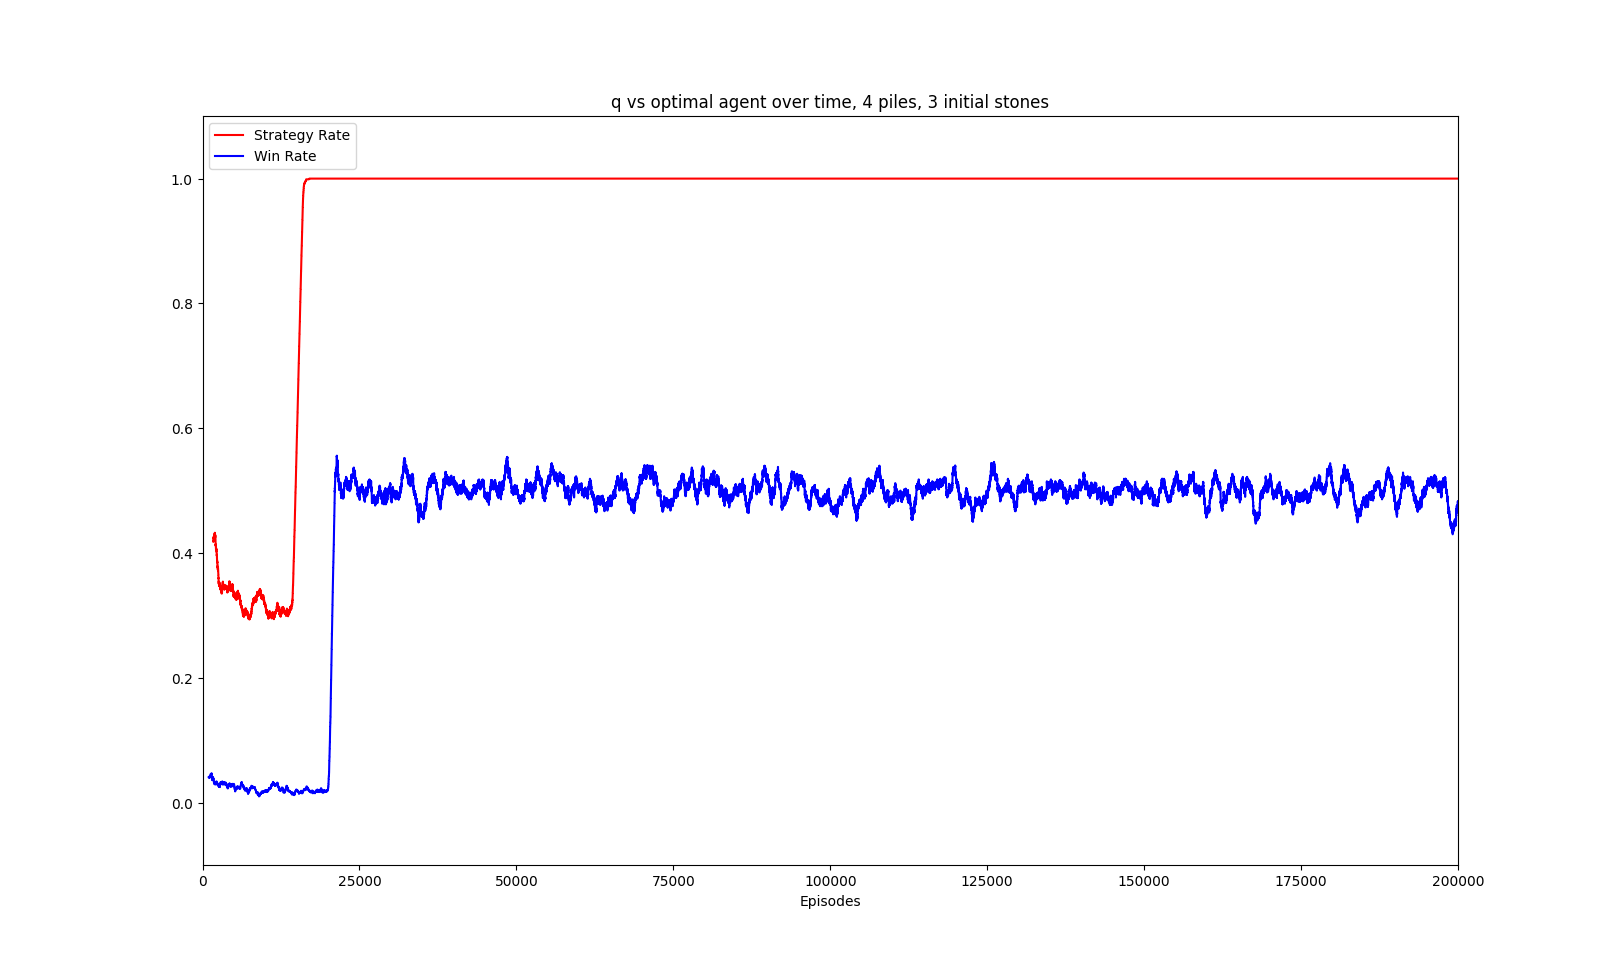 q vs optimal agent over time, 4 piles, 3 initial stones
Strategy Rate
Win Rate
1.0
0.8
0.6
0.4
0.2
0.0
0 25000 50000 75000 100000 125000 150000 175000 200000
Episodes